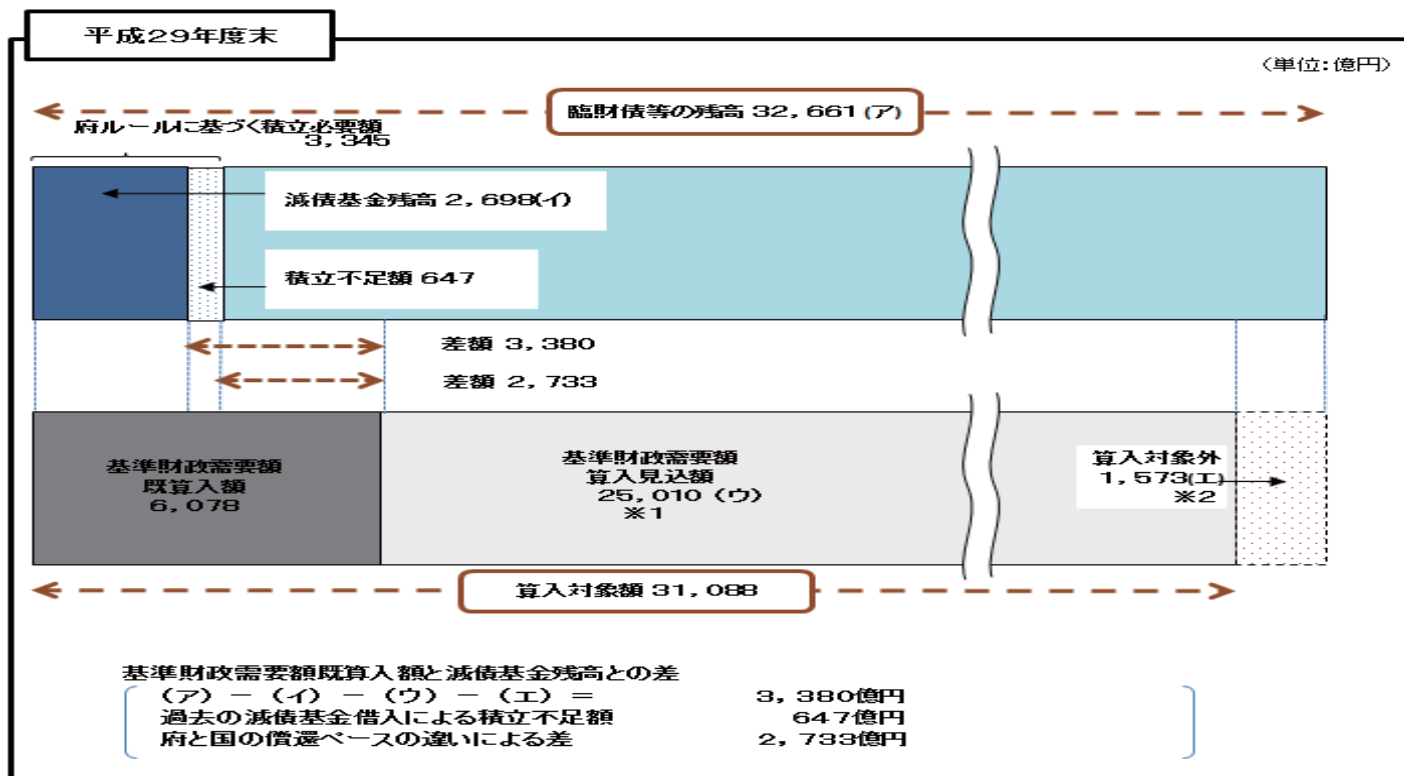 平成29年度末
（単位：億円）
臨財債等の残高 32,661(ア)
府ルールに基づく積立必要額
3,345
減債基金残高 2,698(イ)
積立不足額 647
差額 3,380
差額 2,733
基準財政需要額
既算入額
6,078
基準財政需要額
算入見込額
25,010（ウ）
※1
算入対象外
1,573(エ)
※2
算入対象額 31,088
基準財政需要額既算入額と減債基金残高との差
（ア）－（イ）－（ウ）－（エ）＝ 3,380億円
過去の減債基金借入による積立不足額 647億円
府と国の償還ペースの違いによる差 2,733億円